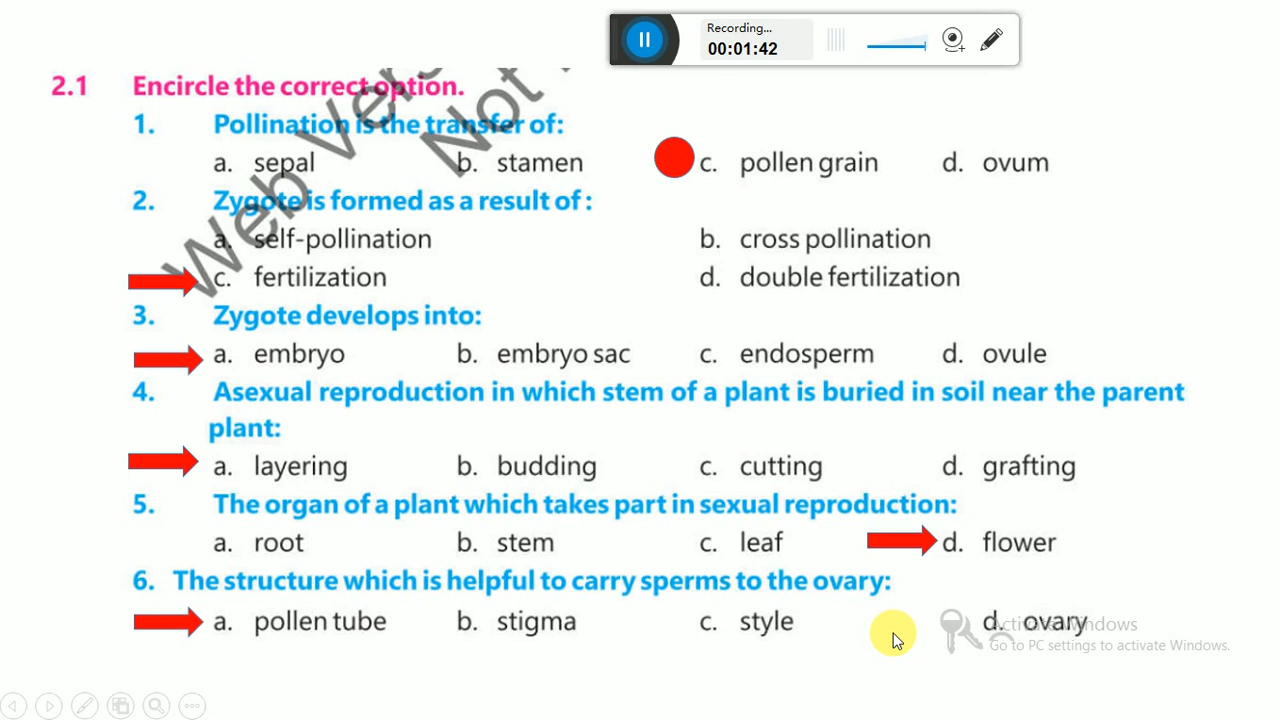 Recording...
00:01:42
2.1 Encircle the correct option.
1. Pollination is the transfer of:
a. sepal b. stamen c. pollen grain d. ovum
2. Zygote is formed as a result of :
a. self-pollination b. cross pollination
c. fertilization d. double fertilization
3. Zygote develops into:
a. embryo b. embryo sac c. endosperm d. ovule
4. Asexual reproduction in which stem of a plant is buried in soil near the parent
plant:
a. layering b. budding c. cutting d. grafting
5. The organ of a plant which takes part in sexual reproduction:
a. root b. stem c. leaf d. flower
6. The structure which is helpful to carry sperms to the ovary:
a. pollen tube b. stigma c. style d. ovary
Activate Windows
Go to PC settings to activate Windows.
Web Vers
Not